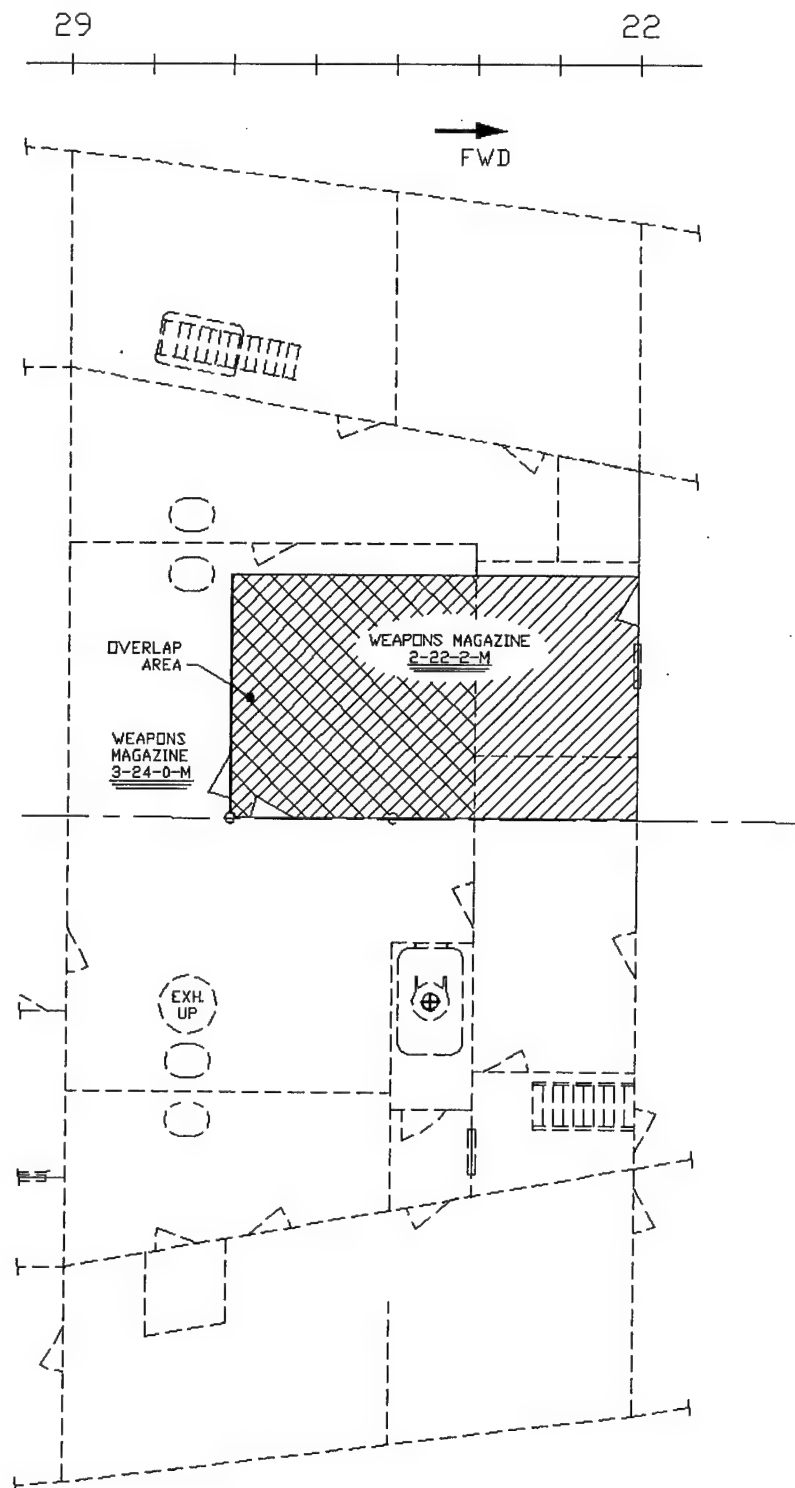 29 22
FWD
WEAPONS MAGAZINE
2-22-2-M
OVERLAP
AREA
WEAPONS
MAGAZINE
3-24-0-M
EXH.
UP